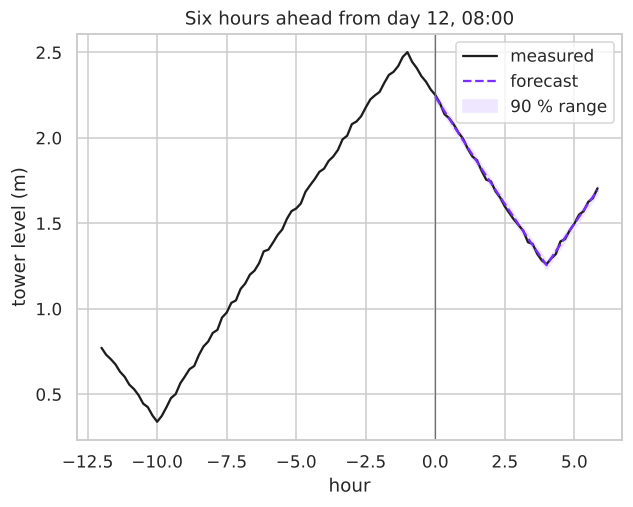 Six hours ahead from day 12, 08:00
tower level (m)
2.5
2.0
1.5
1.0
0.5
measured
forecast
90 % range
−12.5 −10.0 −7.5 −5.0 −2.5 0.0 2.5 5.0
hour